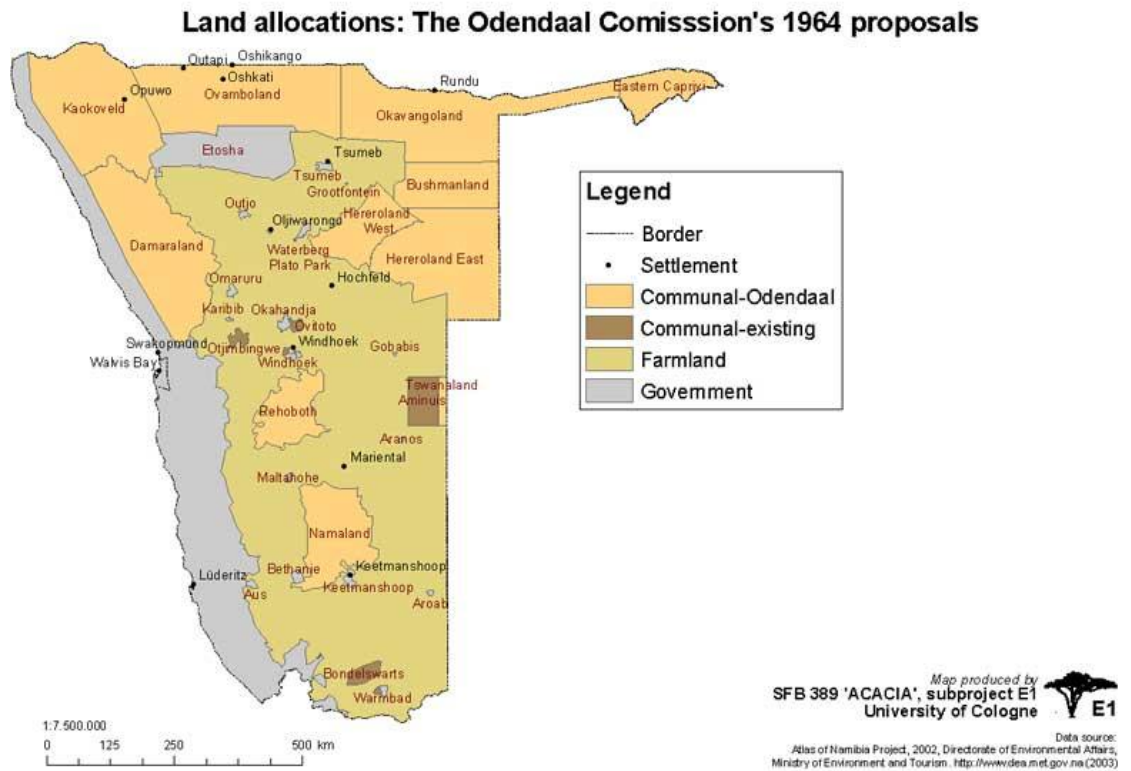 Land allocations: The Odendaal Comisssion's 1964 proposals
Outapi
Oshikango
Oshkati
Ovamboland
Opuwo
Kaokoveld
Rundu
Okavangoland
Eastern Caprivi
Etosha
Tsumeb
Tsumeb
Grootfontein
Bushmanland
Outjo
Otjiwarongo
Hereroland
West
Waterberg
Plato Park
Hereroland East
Damaraland
Hochfeld
Omaruru
Karibib
Okahandja
Ovitoto
Otjimbingwe
Windhoek
Windhoek
Gobabis
Swakopmund
Walvis Bay
Tswanaland
Aminuis
Rehoboth
Aranos
Mariental
Maltahohe
Namaland
Bethanje
Keetmanshoop
Keetmanshoop
Lüderitz
Aus
Aroab
Bondelswarts
Warmbad
Legend
Border
Settlement
Communal-Odendaal
Communal-existing
Farmland
Government
1:7.500.000
0 125 250 500 km
Map produced by
SFB 389 'ACACIA', subproject E1
University of Cologne
E1
Data source:
Atlas of Namibia Project, 2002, Directorate of Environmental Affairs,
Ministry of Environment and Tourism. http://www.dea.met.gov.na (2003)